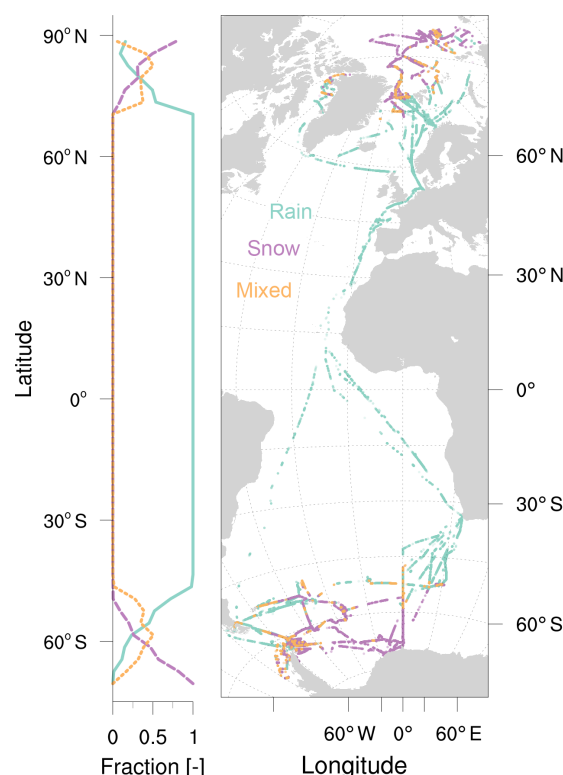 90° N
60° N
30° N
0°
30° S
60° S
Latitude
0 0.5 1
Fraction [-]
Rain
Snow
Mixed
60° N
30° N
0°
30° S
60° S
60° W 0° 60° E
Longitude